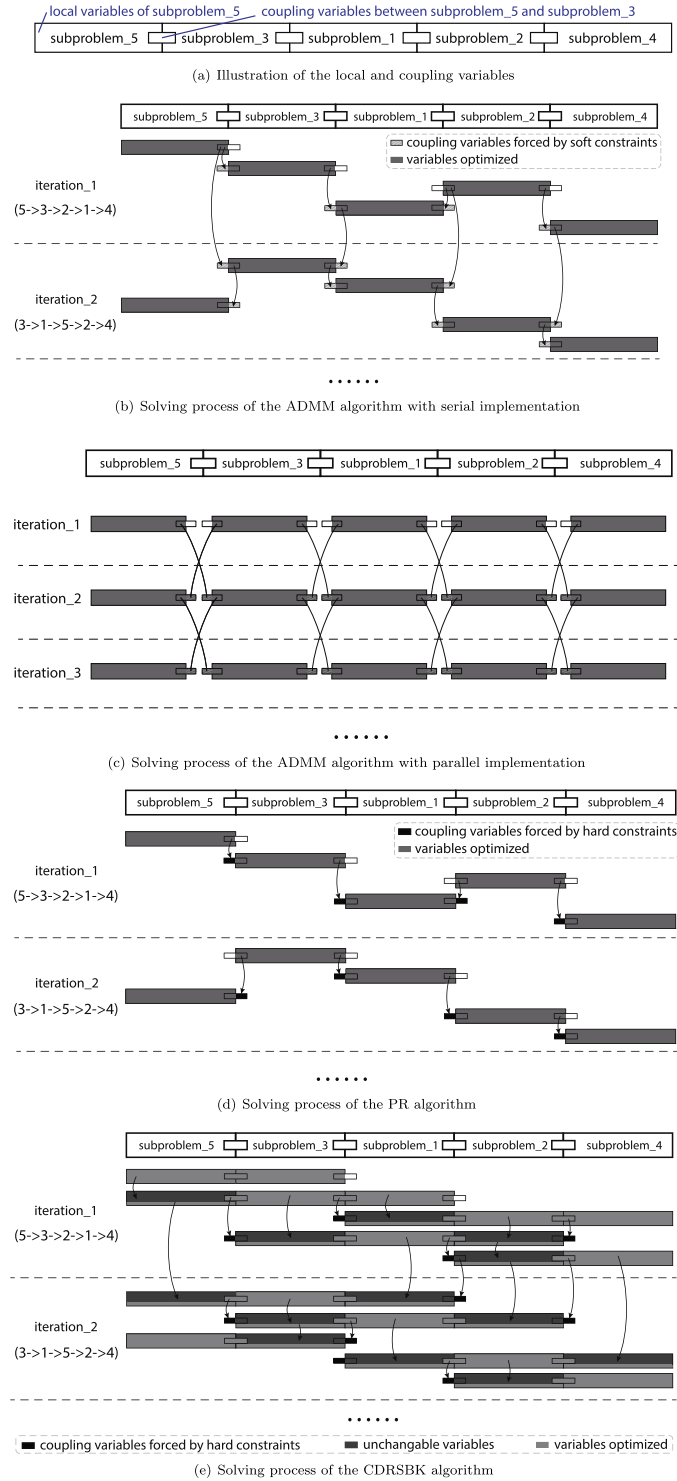 local variables of subproblem_5
coupling variables between subproblem_5 and subproblem_3
subproblem_5 subproblem_3 subproblem_1 subproblem_2 subproblem_4
(a) Illustration of the local and coupling variables
subproblem_5 subproblem_3 subproblem_1 subproblem_2 subproblem_4
coupling variables forced by soft constraints
variables optimized
iteration_1
(5->3->2->1->4)
iteration_2
(3->1->5->2->4)
(b) Solving process of the ADMM algorithm with serial implementation
subproblem_5 subproblem_3 subproblem_1 subproblem_2 subproblem_4
iteration_1
iteration_2
iteration_3
(c) Solving process of the ADMM algorithm with parallel implementation
subproblem_5 subproblem_3 subproblem_1 subproblem_2 subproblem_4
coupling variables forced by hard constraints
variables optimized
iteration_1
(5->3->2->1->4)
iteration_2
(3->1->5->2->4)
(d) Solving process of the PR algorithm
subproblem_5 subproblem_3 subproblem_1 subproblem_2 subproblem_4
iteration_1
(5->3->2->1->4)
iteration_2
(3->1->5->2->4)
coupling variables forced by hard constraints unchangable variables variables optimized
(e) Solving process of the CDRSBK algorithm